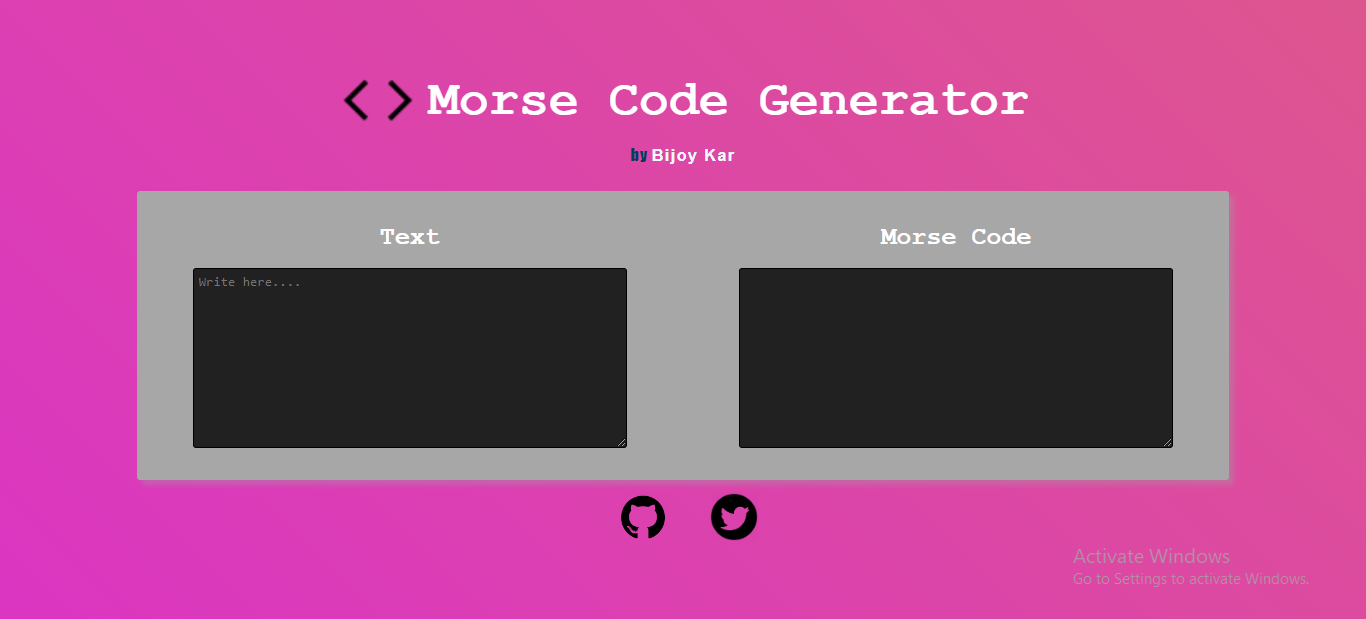 < > Morse Code Generator
by Bijoy Kar
Text
Morse Code
Write here....
Activate Windows
Go to Settings to activate Windows.